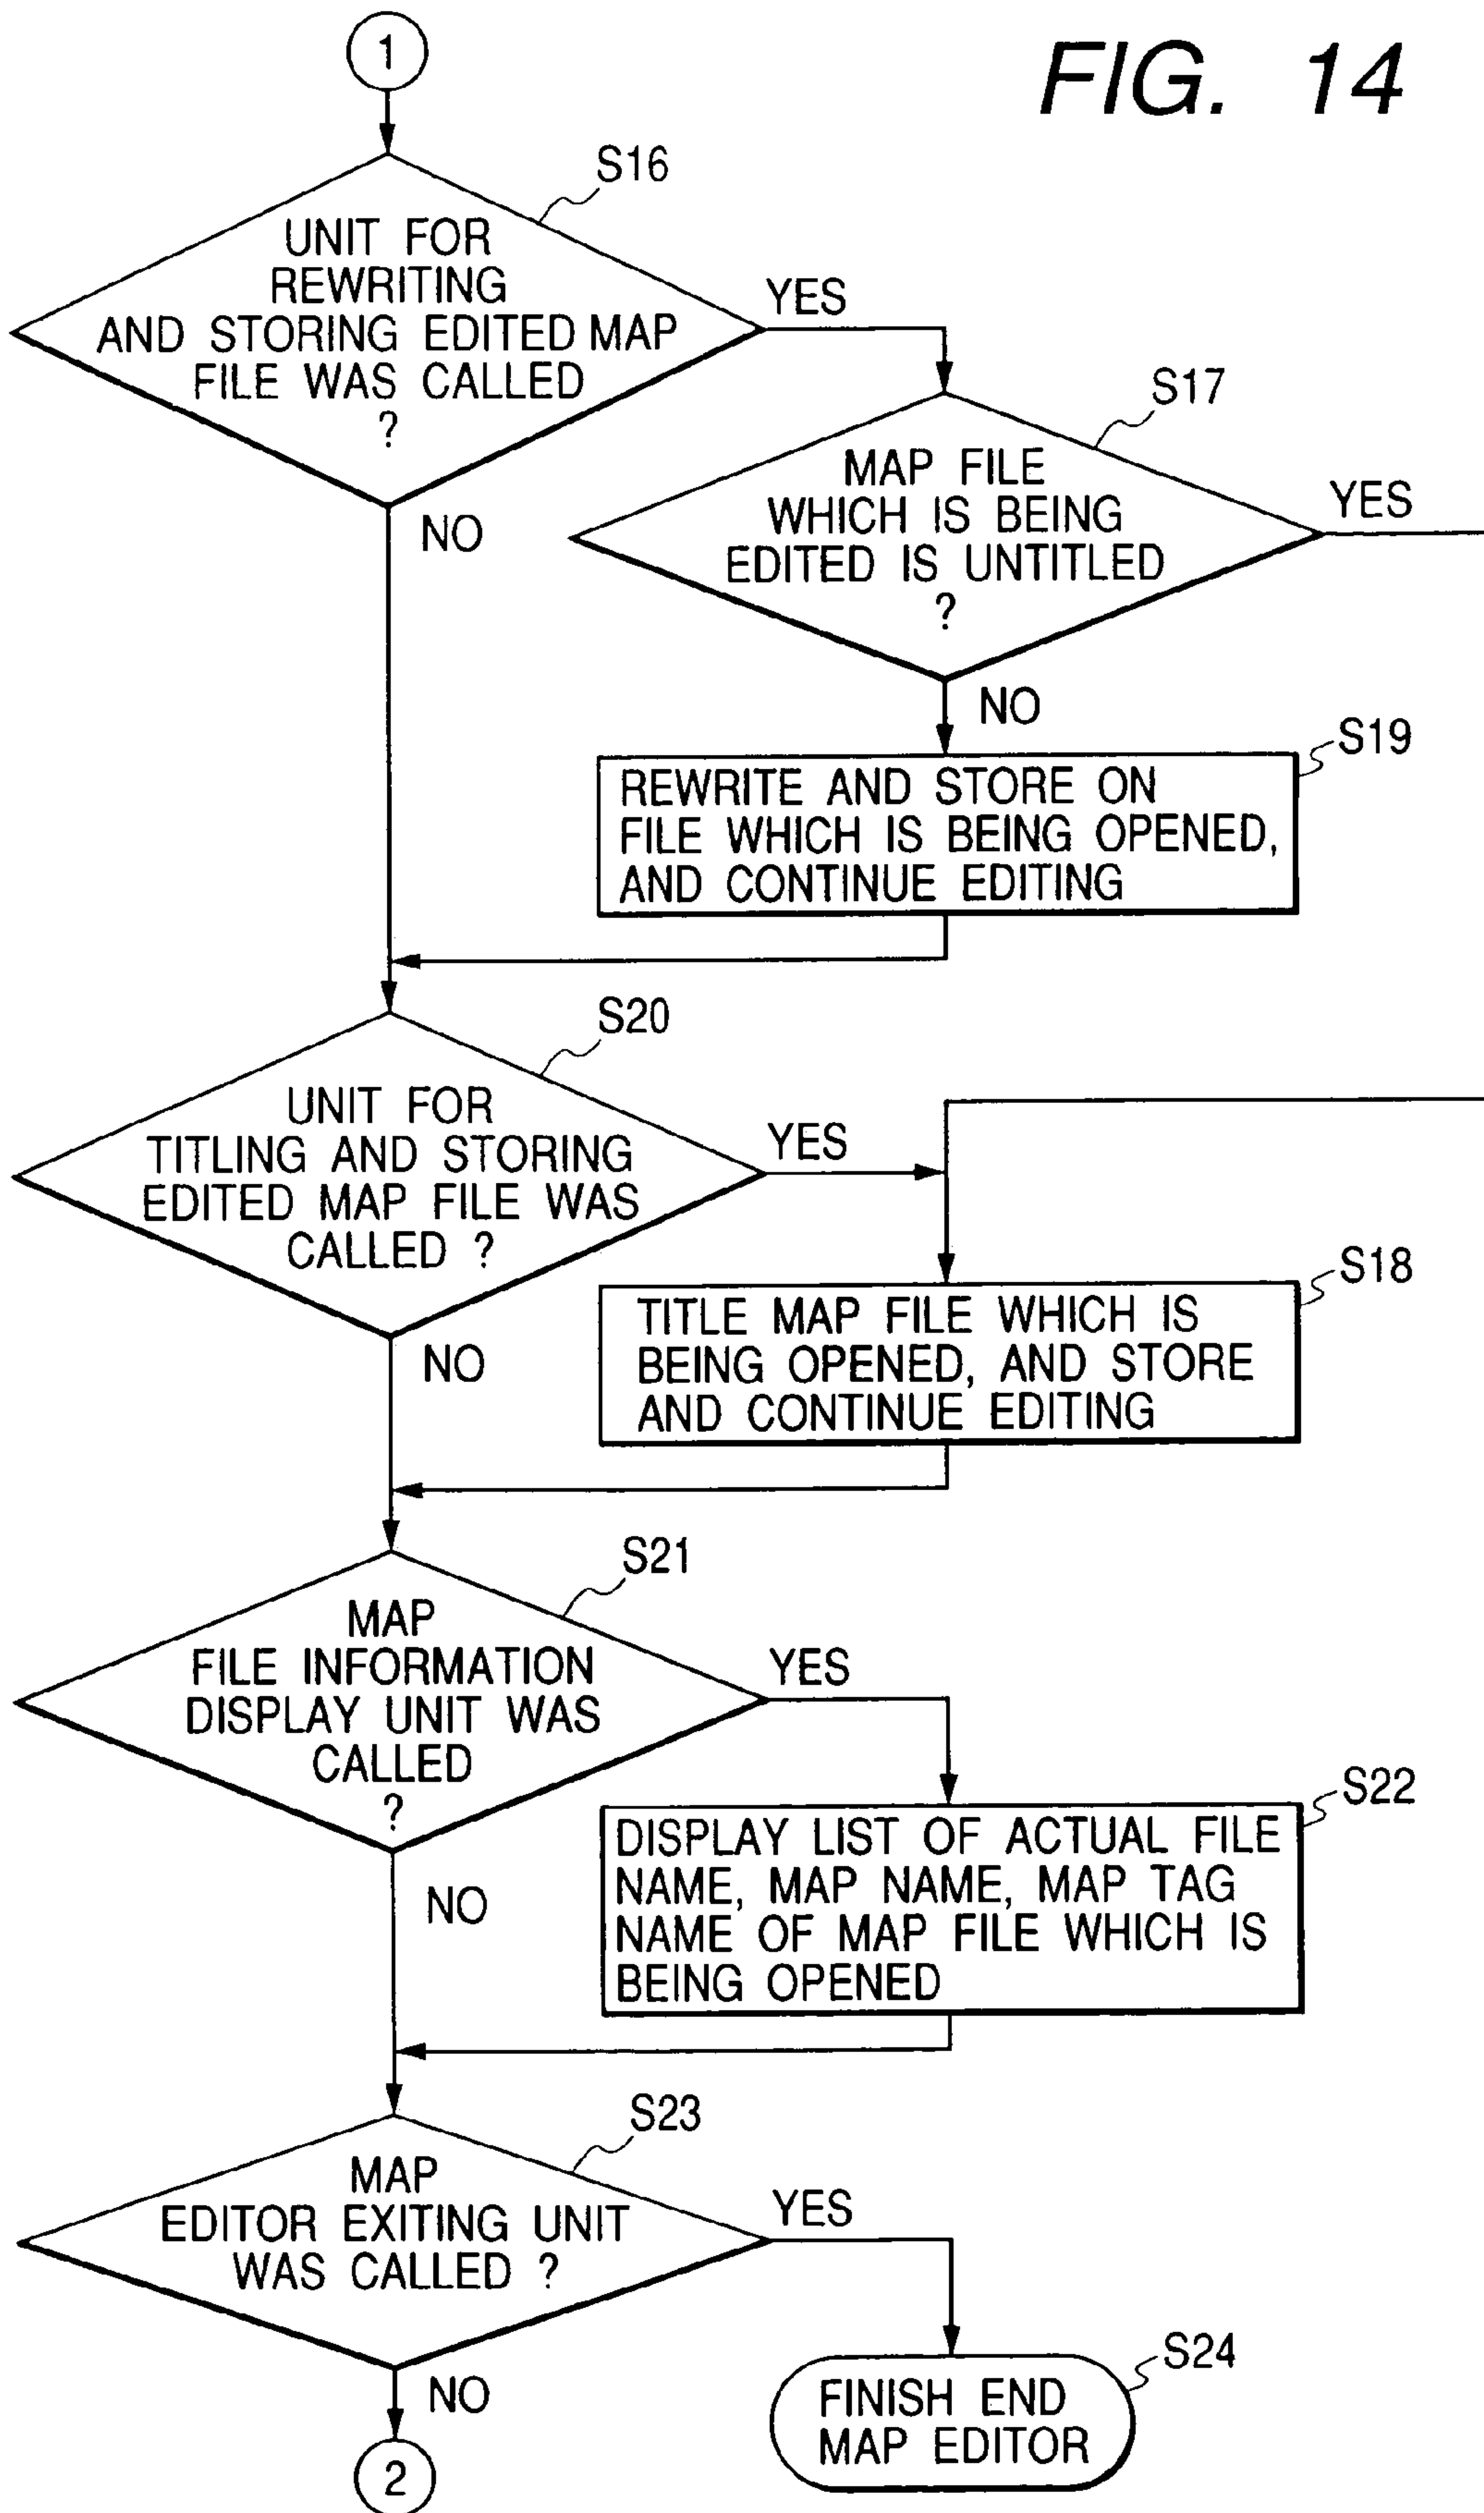 FIG. 14
1
S16
UNIT FOR
REWRITING
AND STORING EDITED MAP
FILE WAS CALLED
?
YES
NO
S17
MAP FILE
WHICH IS BEING
EDITED IS UNTITLED
?
YES
NO
S19
REWRITE AND STORE ON
FILE WHICH IS BEING OPENED,
AND CONTINUE EDITING
S20
UNIT FOR
TITLING AND STORING
EDITED MAP FILE WAS
CALLED ?
YES
NO
S18
TITLE MAP FILE WHICH IS
BEING OPENED, AND STORE
AND CONTINUE EDITING
S21
MAP
FILE INFORMATION
DISPLAY UNIT WAS
CALLED
?
YES
NO
S22
DISPLAY LIST OF ACTUAL FILE
NAME, MAP NAME, MAP TAG
NAME OF MAP FILE WHICH IS
BEING OPENED
S23
MAP
EDITOR EXITING UNIT
WAS CALLED ?
YES
NO
S24
FINISH END
MAP EDITOR
2